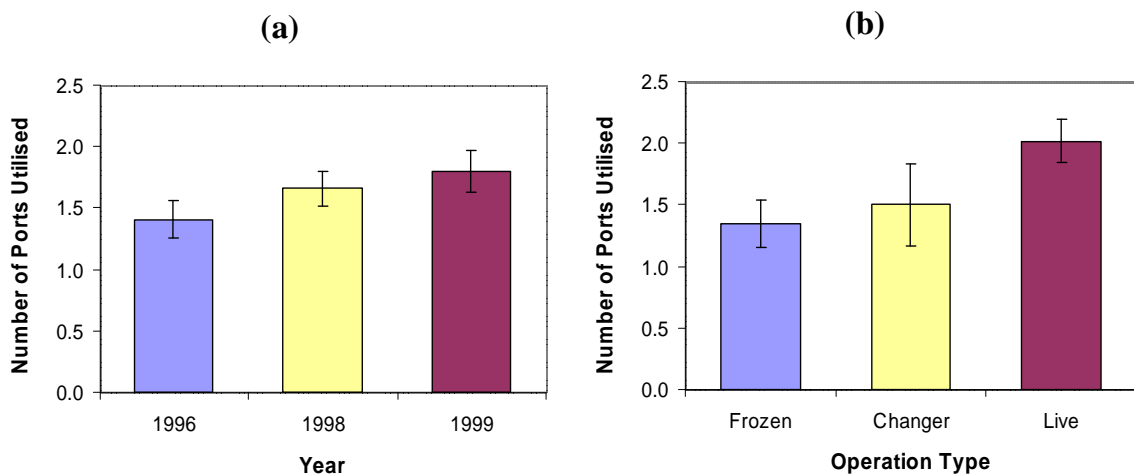 (a)
Number of Ports Utilised
2.5
2.0
1.5
1.0
0.5
0.0
1996 1998 1999
Year
(b)
Number of Ports Utilised
2.5
2.0
1.5
1.0
0.5
0.0
Frozen Changer Live
Operation Type